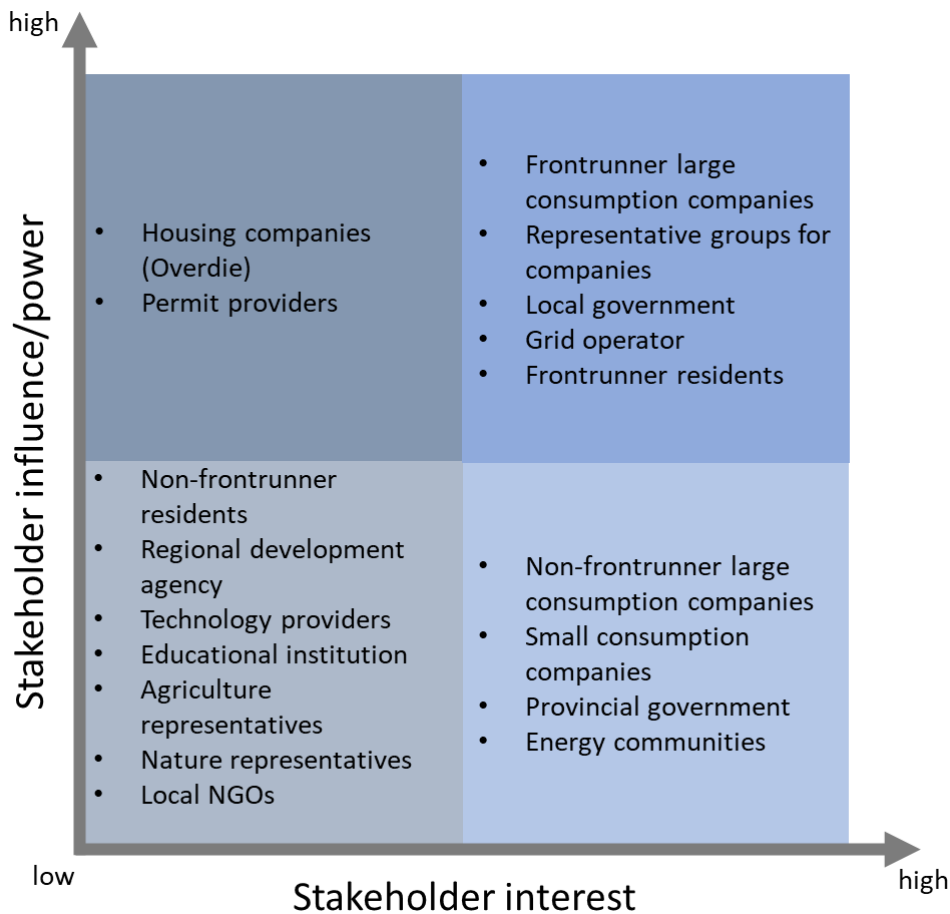 high
Stakeholder influence/power
• Housing companies
(Overdie)
• Permit providers
• Frontrunner large
consumption companies
• Representative groups for
companies
• Local government
• Grid operator
• Frontrunner residents
• Non-frontrunner
residents
• Regional development
agency
• Technology providers
• Educational institution
• Agriculture
representatives
• Nature representatives
• Local NGOs
• Non-frontrunner large
consumption companies
• Small consumption
companies
• Provincial government
• Energy communities
low
Stakeholder interest
high